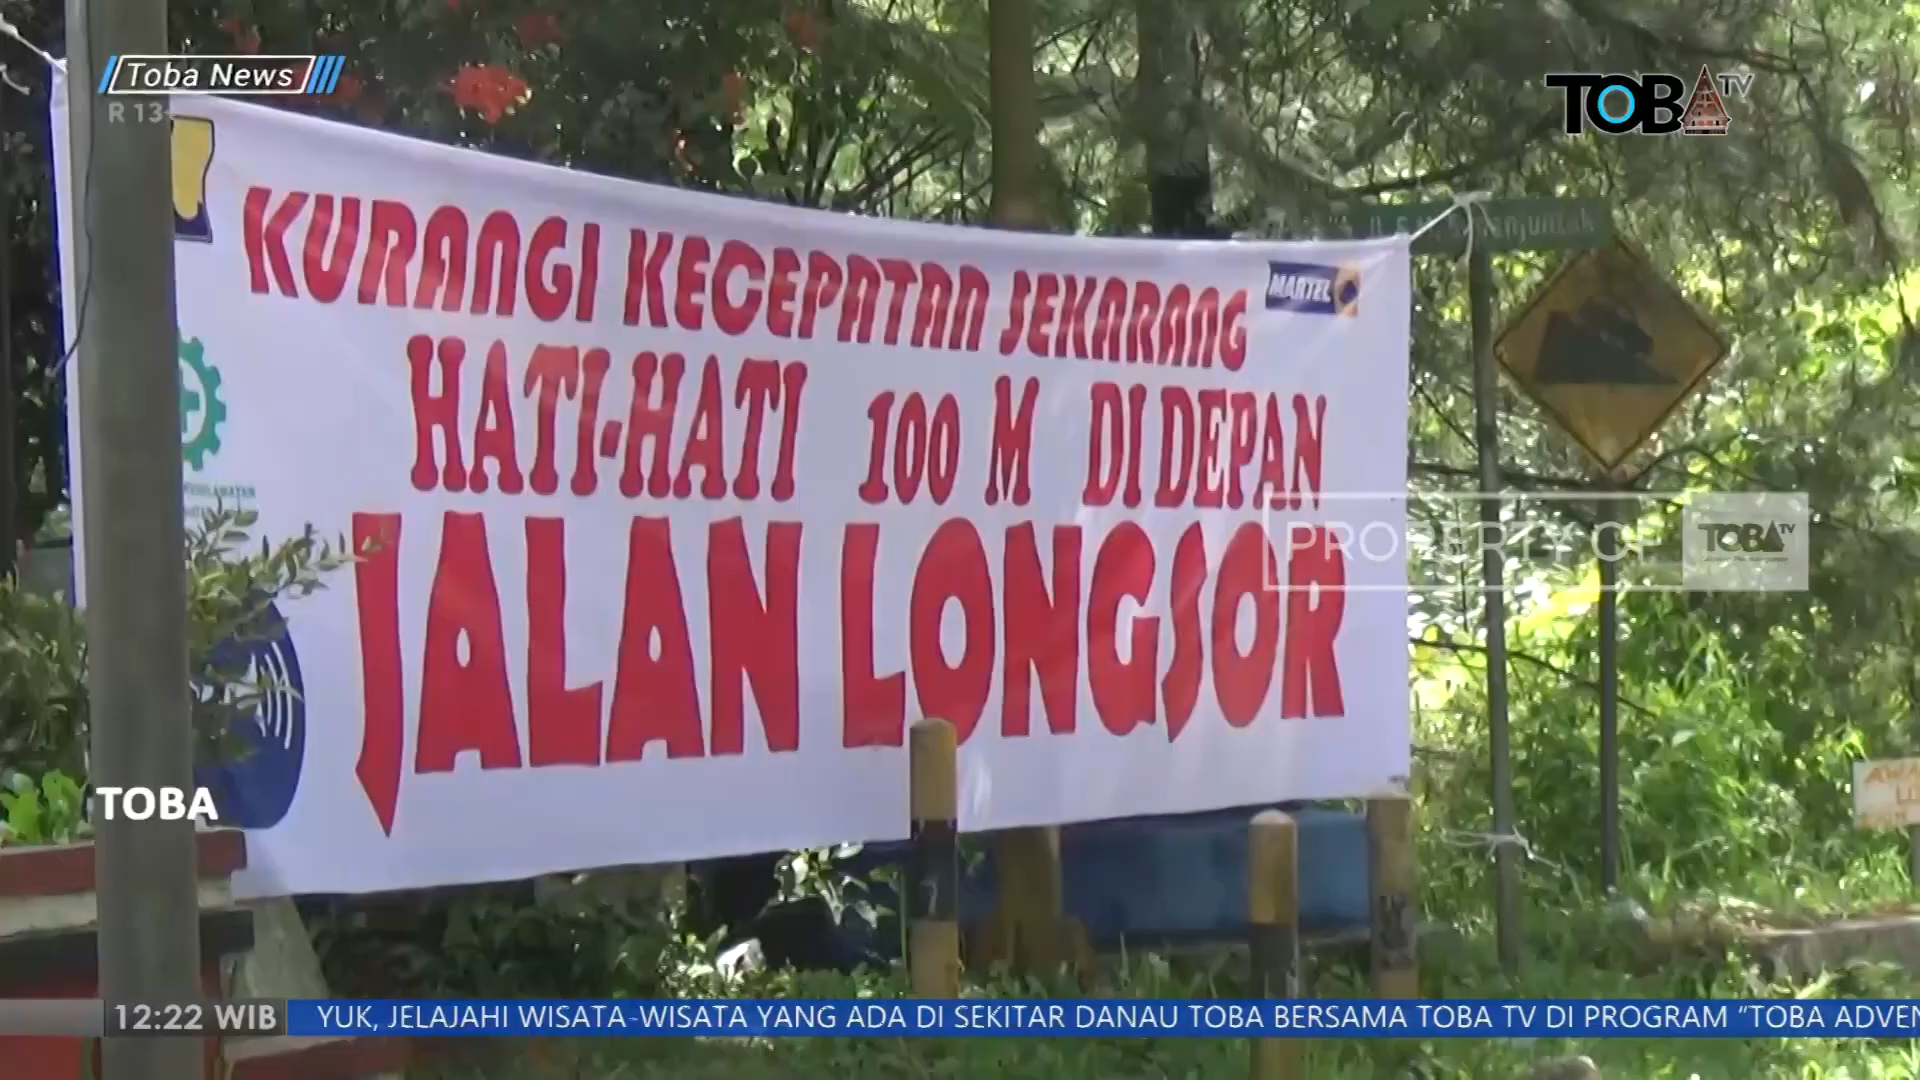 Toba News
R 13+
TOBA TV
KURANGI KECEPATAN SEKARANG
MARTEL
HATI-HATI 100 M DI DEPAN
JALAN LONGSOR
PROPERTY OF TOBA TV
TOBA
12:22 WIB
YUK, JELAJAHI WISATA-WISATA YANG ADA DI SEKITAR DANAU TOBA BERSAMA TOBA TV DI PROGRAM "TOBA ADVEN